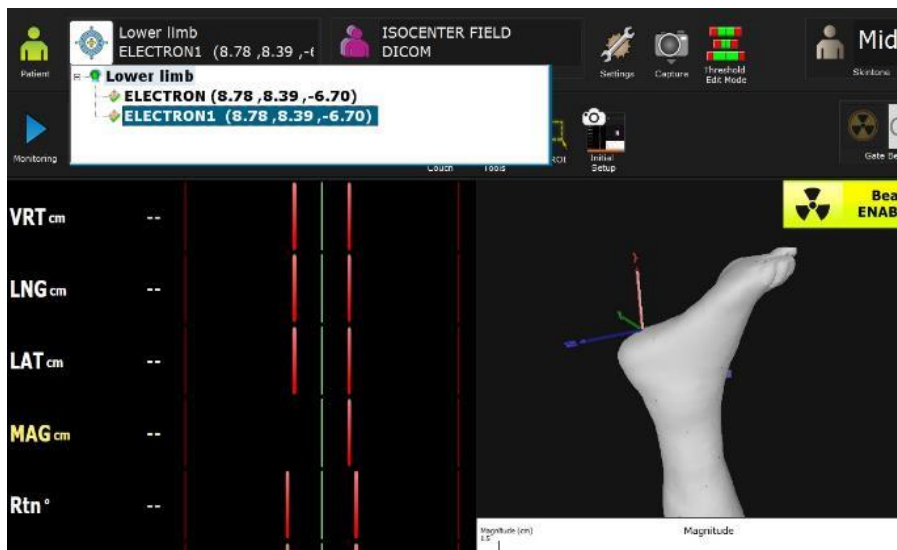 Lower limb
ELECTRON1 (8.78 ,8.39 ,-
ISOCENTER FIELD
DICOM
Mid
Patient
Settings
Capture
Threshold
Edit Mode
Skintone
Lower limb
ELECTRON (8.78 ,8.39 ,-6.70)
ELECTRON1 (8.78 ,8.39 ,-6.70)
Monitoring
Couch
Tools
ROI
Initial
Setup
Gate Be
Bea
ENAB
VRT cm --
LNG cm --
LAT cm --
MAG cm --
Rtn ° --
Magnitude (cm)
1.5
Magnitude